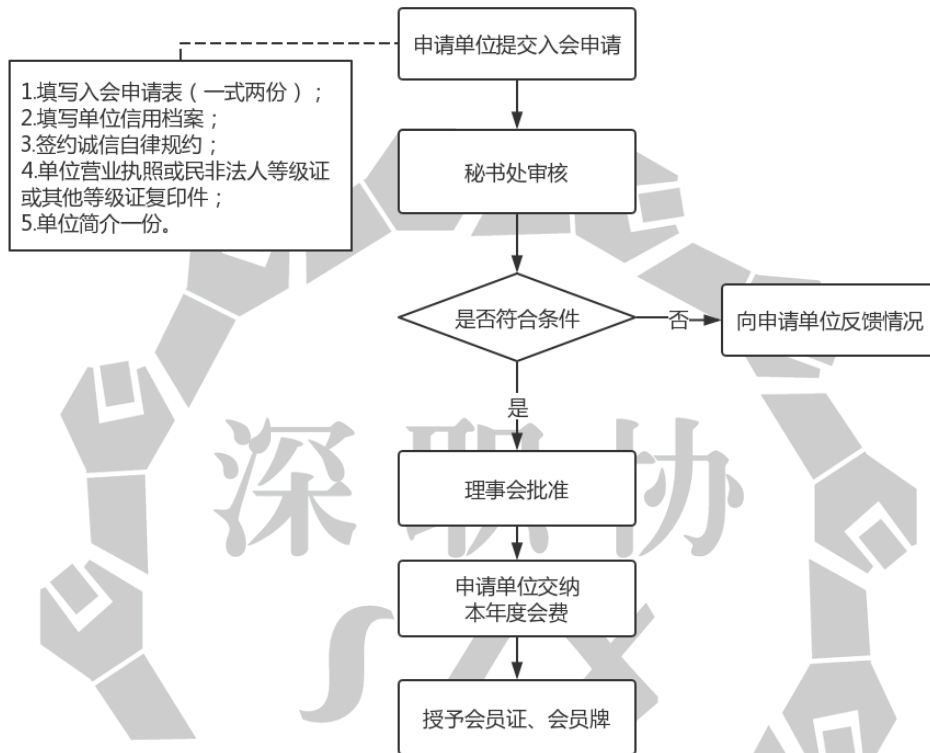 申请单位提交入会申请
1.填写入会申请表（一式两份）；
2.填写单位信用档案；
3.签约诚信自律规约；
4.单位营业执照或民非法人等级证
或其他等级证复印件；
5.单位简介一份。
秘书处审核
是否符合条件
否
向申请单位反馈情况
是
深职协
理事会批准
申请单位交纳
本年度会费
授予会员证、会员牌